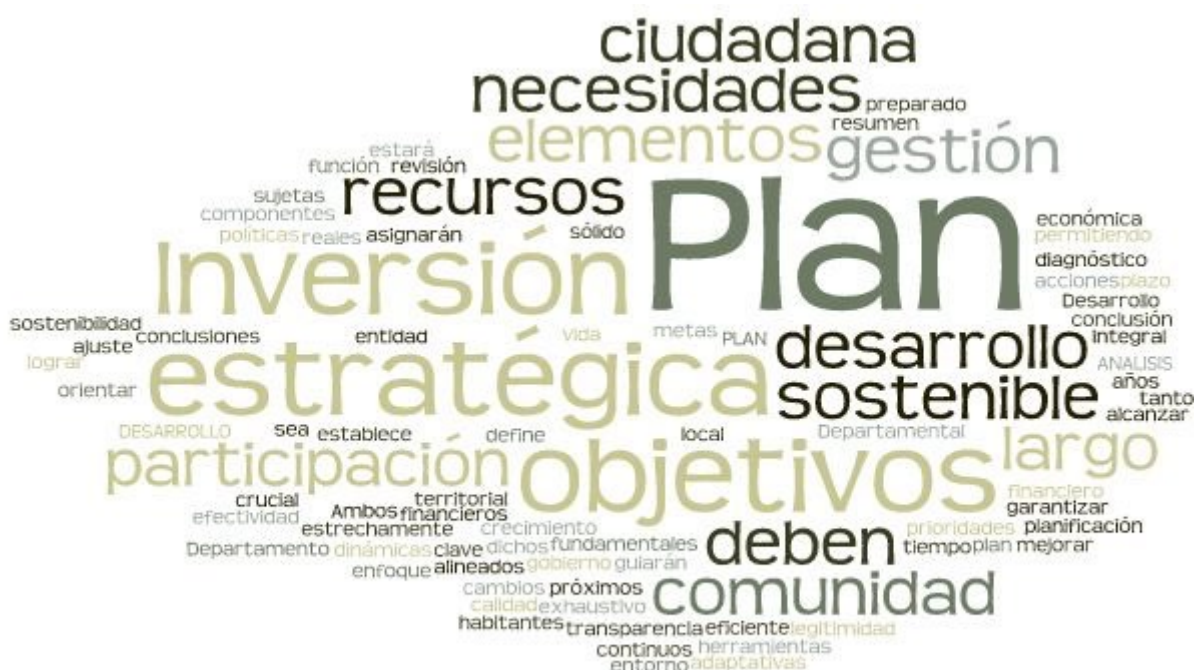 ciudadana
necesidades preparado
elementos resumen gestión
estará
función revisión
recursos Plan
sujetas
componentes
políticas reales asignarán sólido
económica
permitiendo
Inversión diagnóstico
acciones plazo
Desarrollo
sostenibilidad conclusiones entidad vida metas PLAN desarrollo conclusión
ajuste integral
lograr estratégica ANALISIS
orientar sostenible años
tanto
alcanzar
DESARROLLO sea establece define local Departamental largo
participación objetivos
crucial territorial financiero
efectividad Ambos financieros garantizar
estrechamente crecimiento deben prioridades planificación
Departamento dinámicas clave dichos fundamentales tiempo plan mejorar
enfoque alineados gobierno guiarán
cambios próximos comunidad
calidad exhaustivo
habitantes transparencia eficiente legitimidad
continuos herramientas
entorno adaptativas